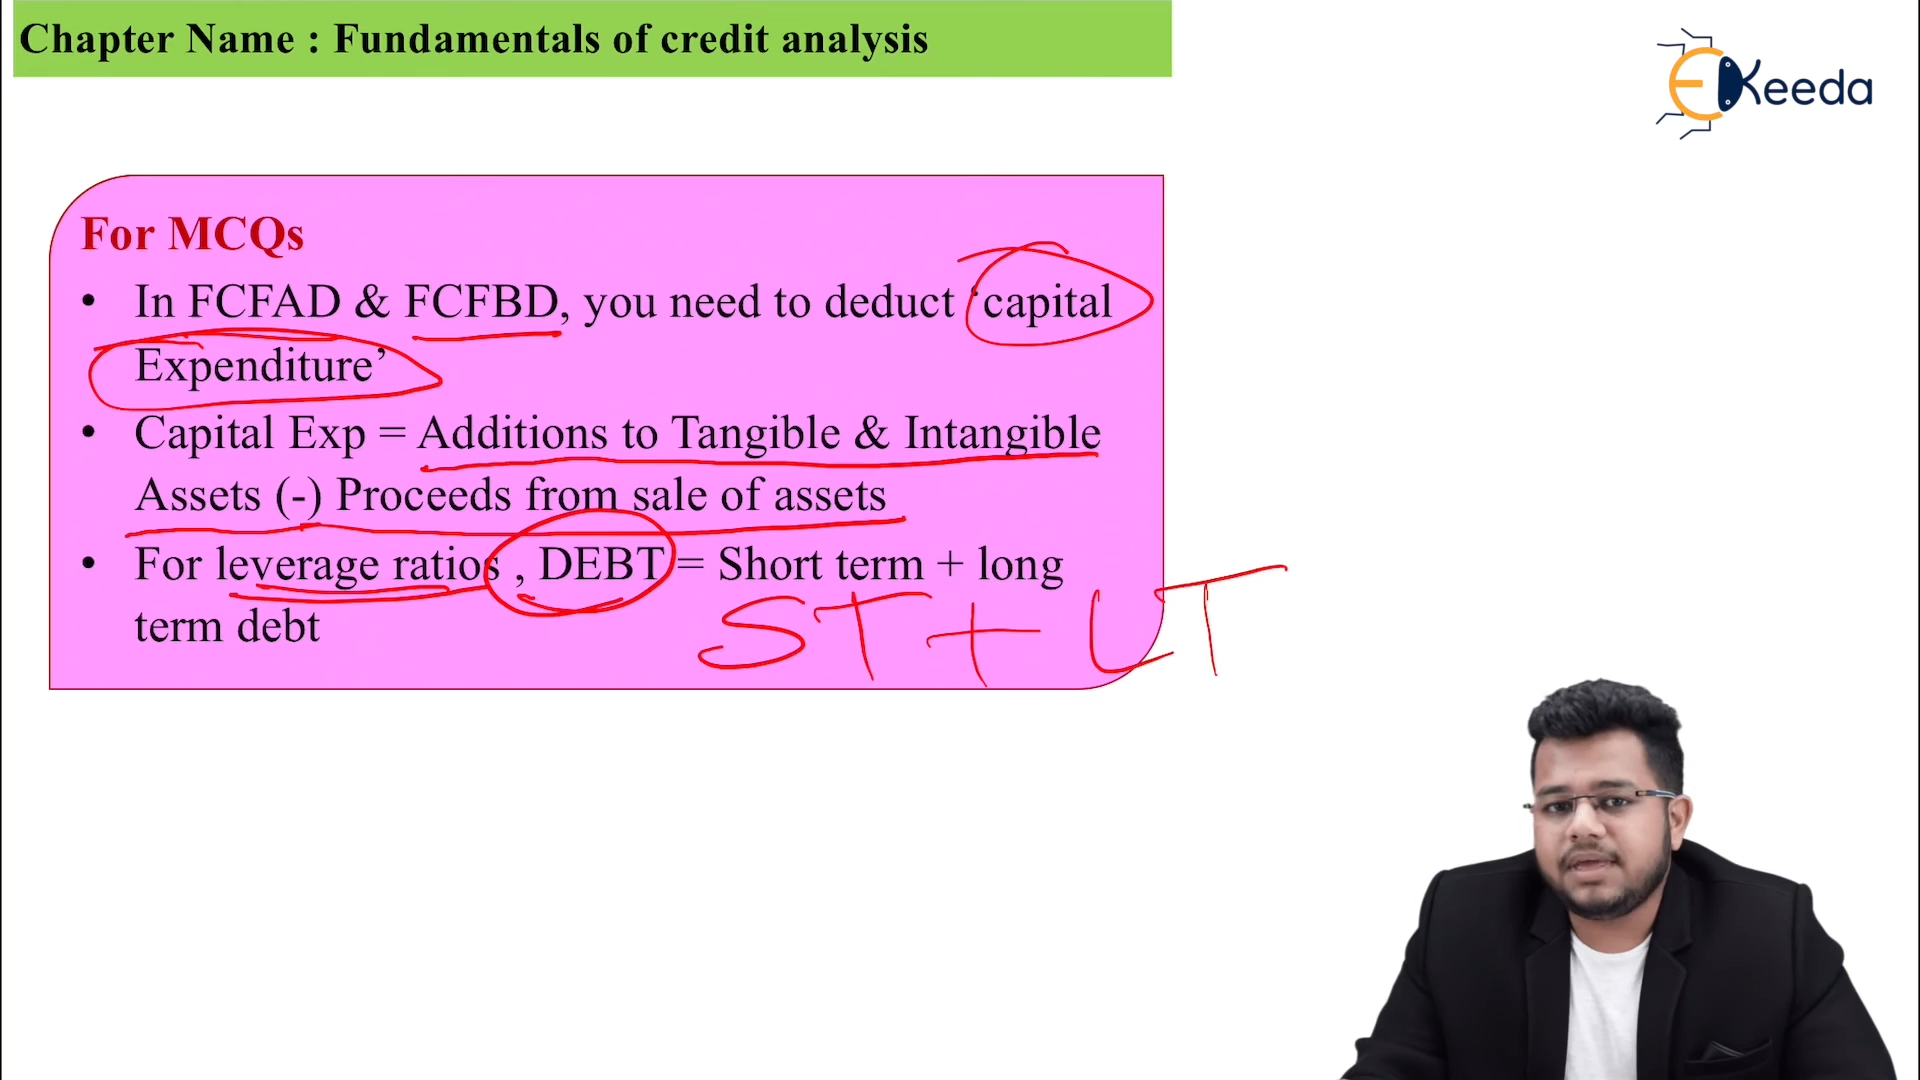 Chapter Name : Fundamentals of credit analysis
EKeeda
For MCQs
• In FCFAD & FCFBD, you need to deduct ‘capital
Expenditure’
• Capital Exp = Additions to Tangible & Intangible
Assets (-) Proceeds from sale of assets
• For leverage ratios , DEBT = Short term + long
term debt
ST + LT